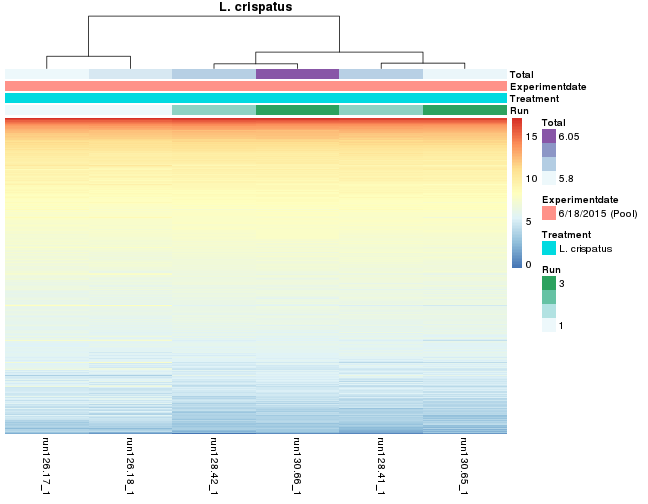 L. crispatus
Total
Experimentdate
Treatment
Run
15
10
5
0
Total
6.05
5.8
Experimentdate
6/18/2015 (Pool)
Treatment
L. crispatus
Run
3
1
run126.17_1
run126.18_1
run128.42_1
run130.66_1
run128.41_1
run130.65_1